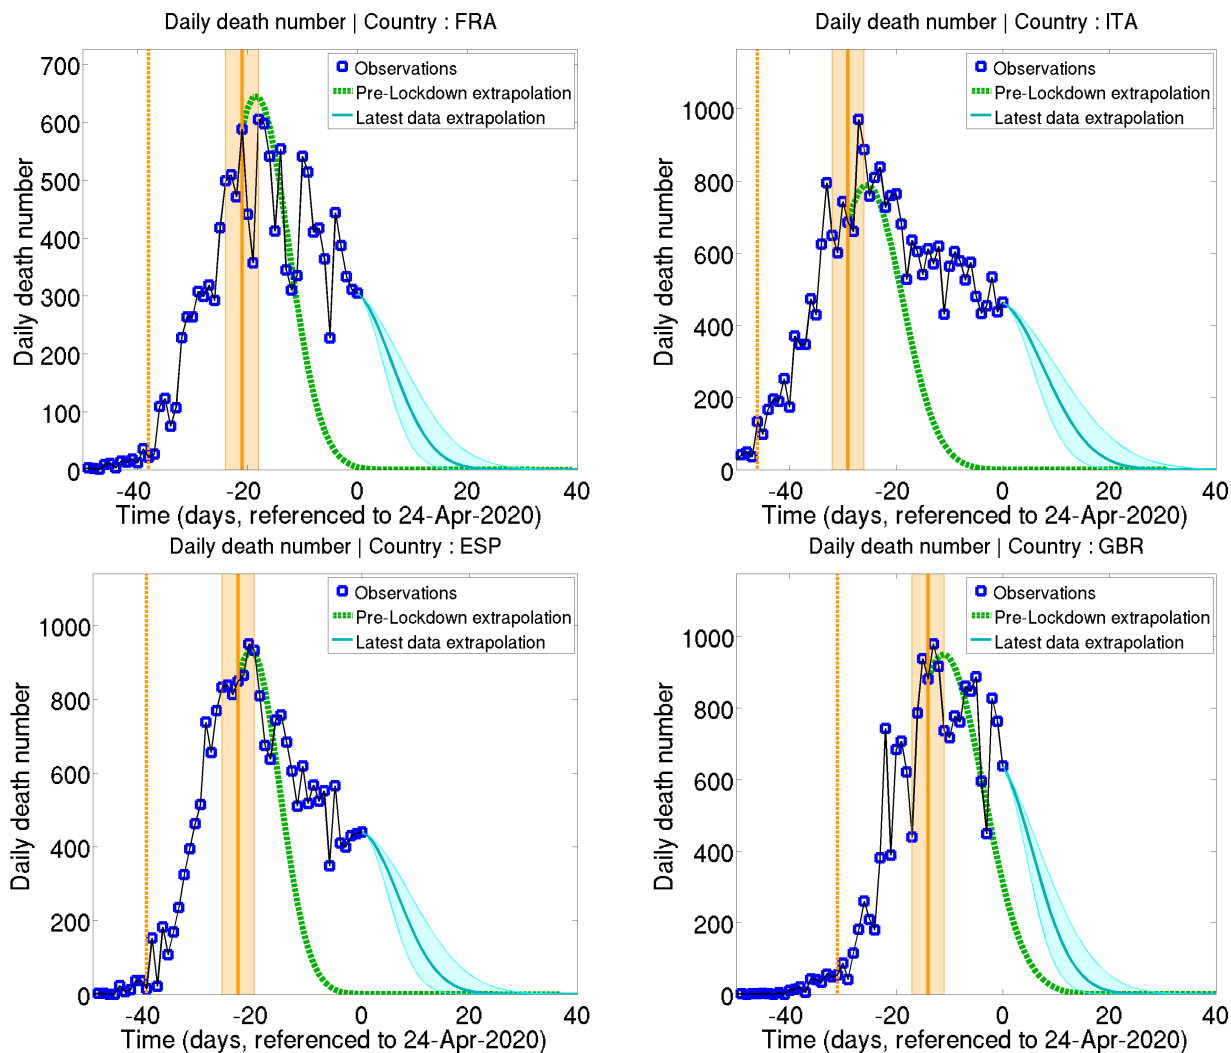 Daily death number | Country : FRA
Daily death number
700
600
500
400
300
200
100
0
Observations
Pre-Lockdown extrapolation
Latest data extrapolation
-40 -20 0 20 40
Time (days, referenced to 24-Apr-2020)
Daily death number | Country : ITA
Daily death number
1000
800
600
400
200
0
Observations
Pre-Lockdown extrapolation
Latest data extrapolation
-40 -20 0 20 40
Time (days, referenced to 24-Apr-2020)
Daily death number | Country : ESP
Daily death number
1000
800
600
400
200
0
Observations
Pre-Lockdown extrapolation
Latest data extrapolation
-40 -20 0 20 40
Time (days, referenced to 24-Apr-2020)
Daily death number | Country : GBR
Daily death number
1000
800
600
400
200
0
Observations
Pre-Lockdown extrapolation
Latest data extrapolation
-40 -20 0 20 40
Time (days, referenced to 24-Apr-2020)